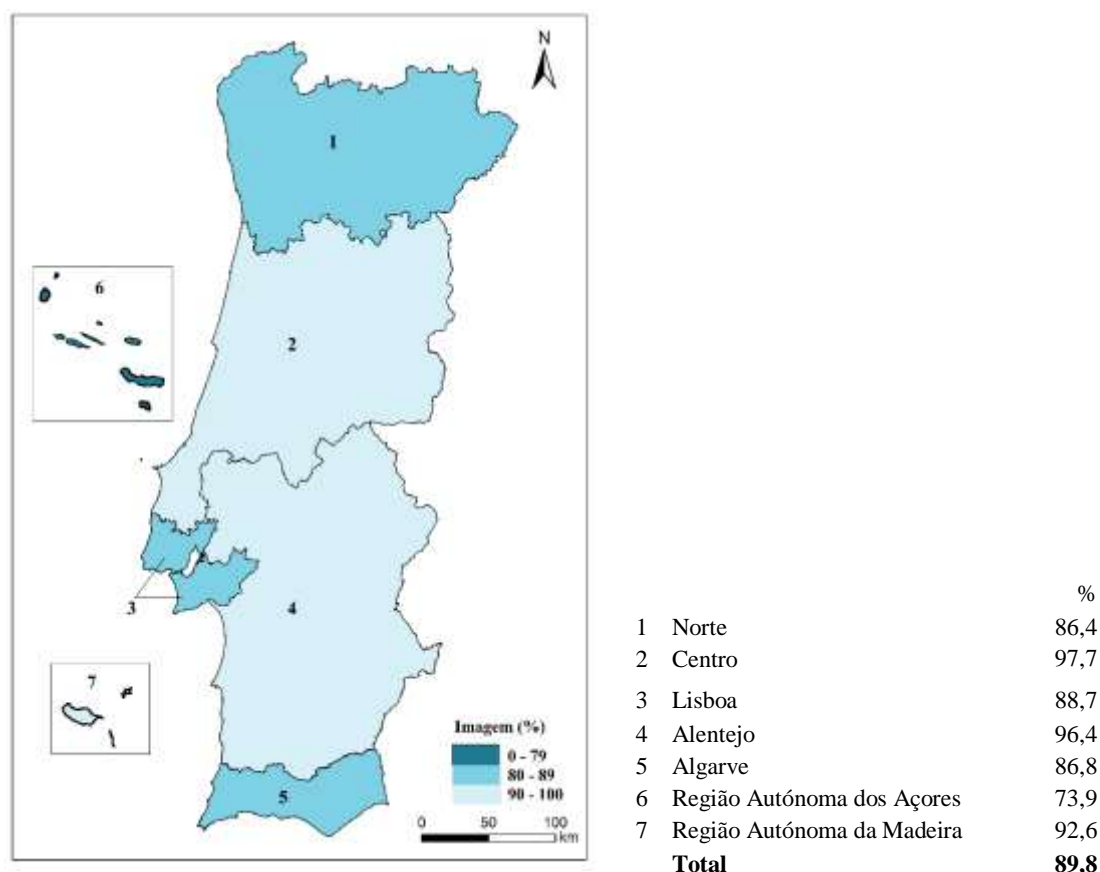 N
1
6
2
3
4
7
5
Imagem (%)
0 - 79
80 - 89
90 - 100
0 50 100
km
%
1 Norte 86,4
2 Centro 97,7
3 Lisboa 88,7
4 Alentejo 96,4
5 Algarve 86,8
6 Região Autónoma dos Açores 73,9
7 Região Autónoma da Madeira 92,6
Total 89,8